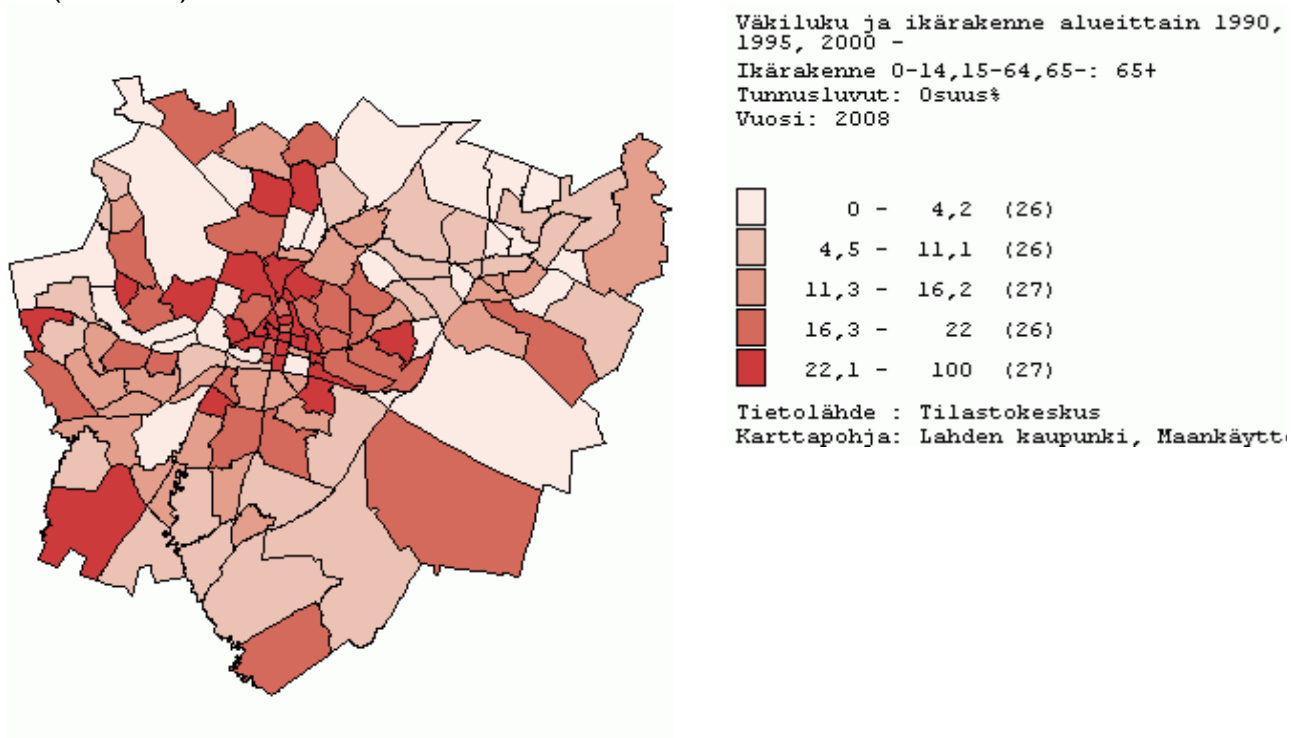 Väkiluku ja ikärakenne alueittain 1990,
1995, 2000 -
Ikärakenne 0-14,15-64,65-: 65+
Tunnusluvut: Osuus%
Vuosi: 2008
0 - 4,2 (26)
4,5 - 11,1 (26)
11,3 - 16,2 (27)
16,3 - 22 (26)
22,1 - 100 (27)
Tietolähde : Tilastokeskus
Karttapohja: Lahden kaupunki, Maankäytt